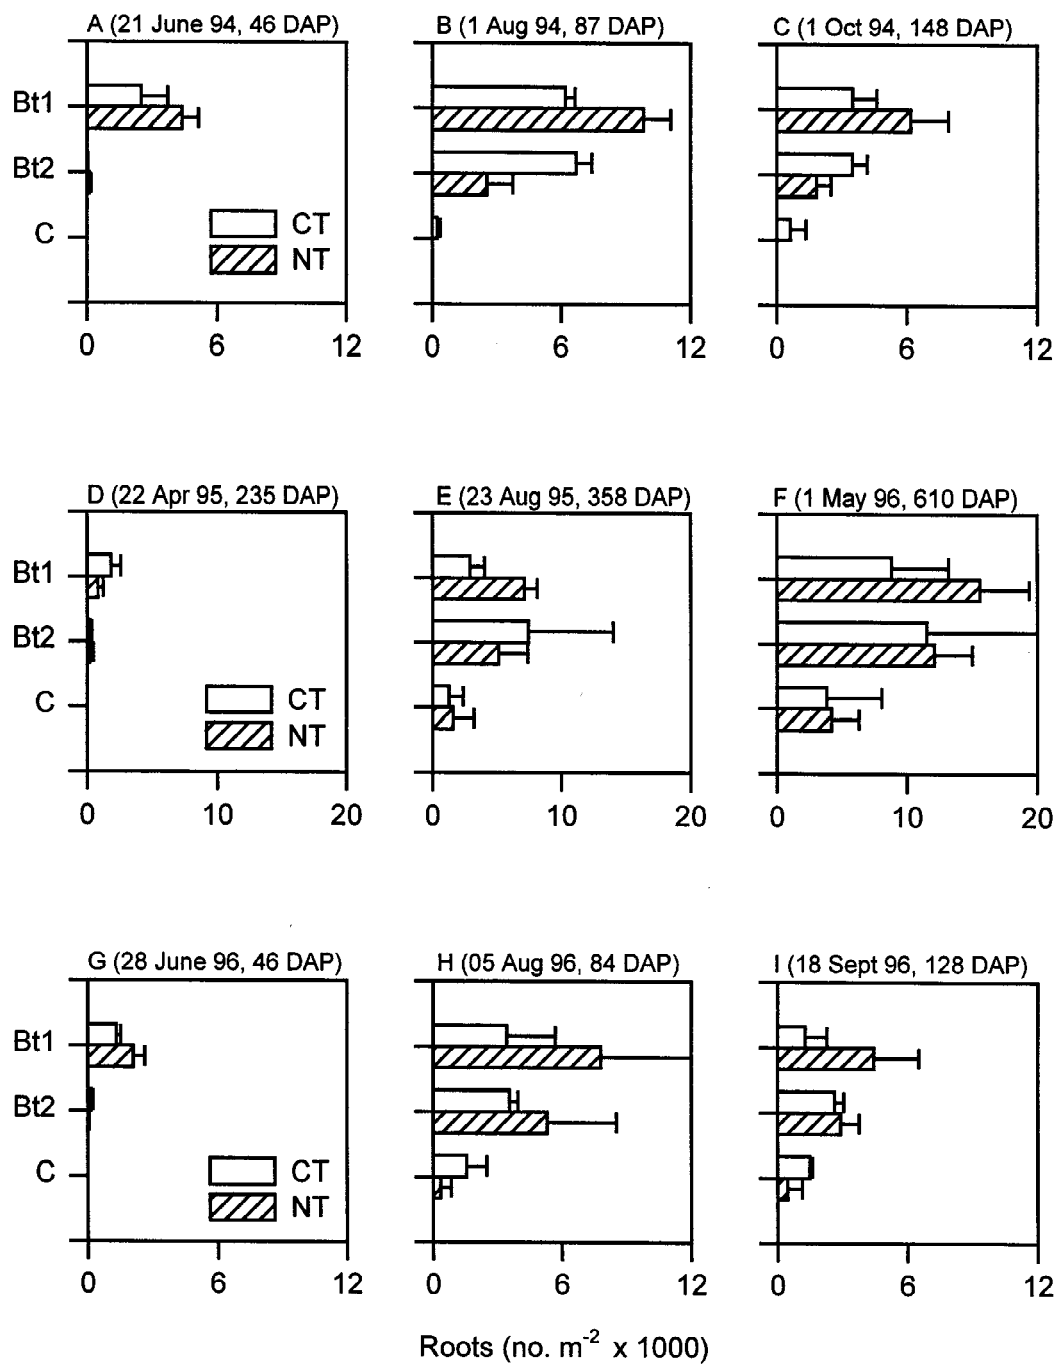 A (21 June 94, 46 DAP)
B (1 Aug 94, 87 DAP)
C (1 Oct 94, 148 DAP)
Bt1
Bt2
C
CT
NT
0 6 12
0 6 12
0 6 12
D (22 Apr 95, 235 DAP)
E (23 Aug 95, 358 DAP)
F (1 May 96, 610 DAP)
Bt1
Bt2
C
CT
NT
0 10 20
0 10 20
0 10 20
G (28 June 96, 46 DAP)
H (05 Aug 96, 84 DAP)
I (18 Sept 96, 128 DAP)
Bt1
Bt2
C
CT
NT
0 6 12
0 6 12
0 6 12
Roots (no. m⁻² x 1000)